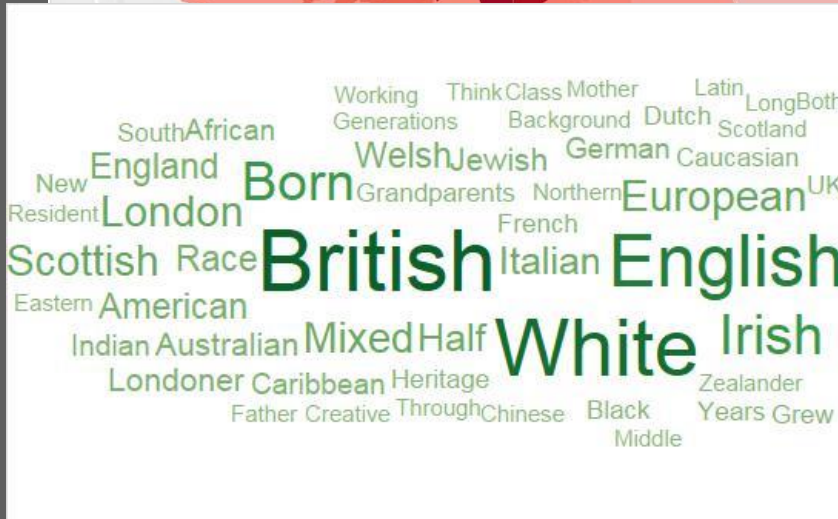 Working Think Class Mother Latin Long Both
South African Generations Background Dutch Scotland
England Welsh Jewish German Caucasian
New Born Grandparents Northern European UK
Resident London French
Scottish Race British Italian English
Eastern American
Indian Australian Mixed Half White Irish
Londoner Caribbean Heritage Zealander
Father Creative Through Chinese Black Years Grew
Middle